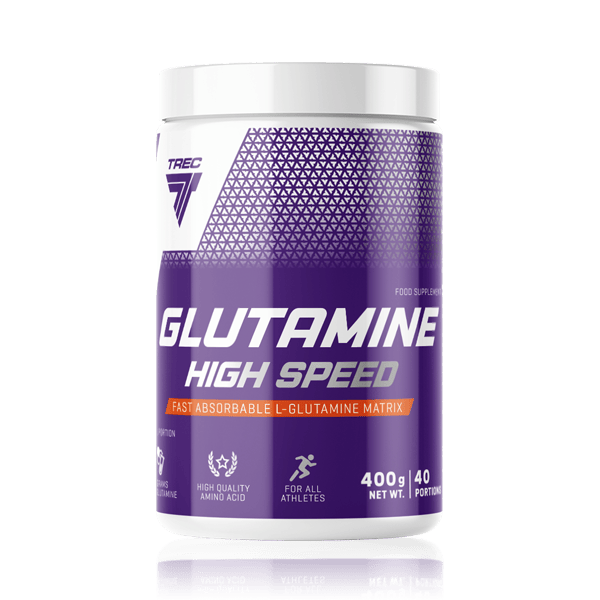 TREC
FOOD SUPPLEMENT
GLUTAMINE
HIGH SPEED
FAST ABSORBABLE L-GLUTAMINE MATRIX
PORTION
HIGH QUALITY
AMINO ACID
FOR ALL
ATHLETES
400g
NET WT.
40
PORTIONS